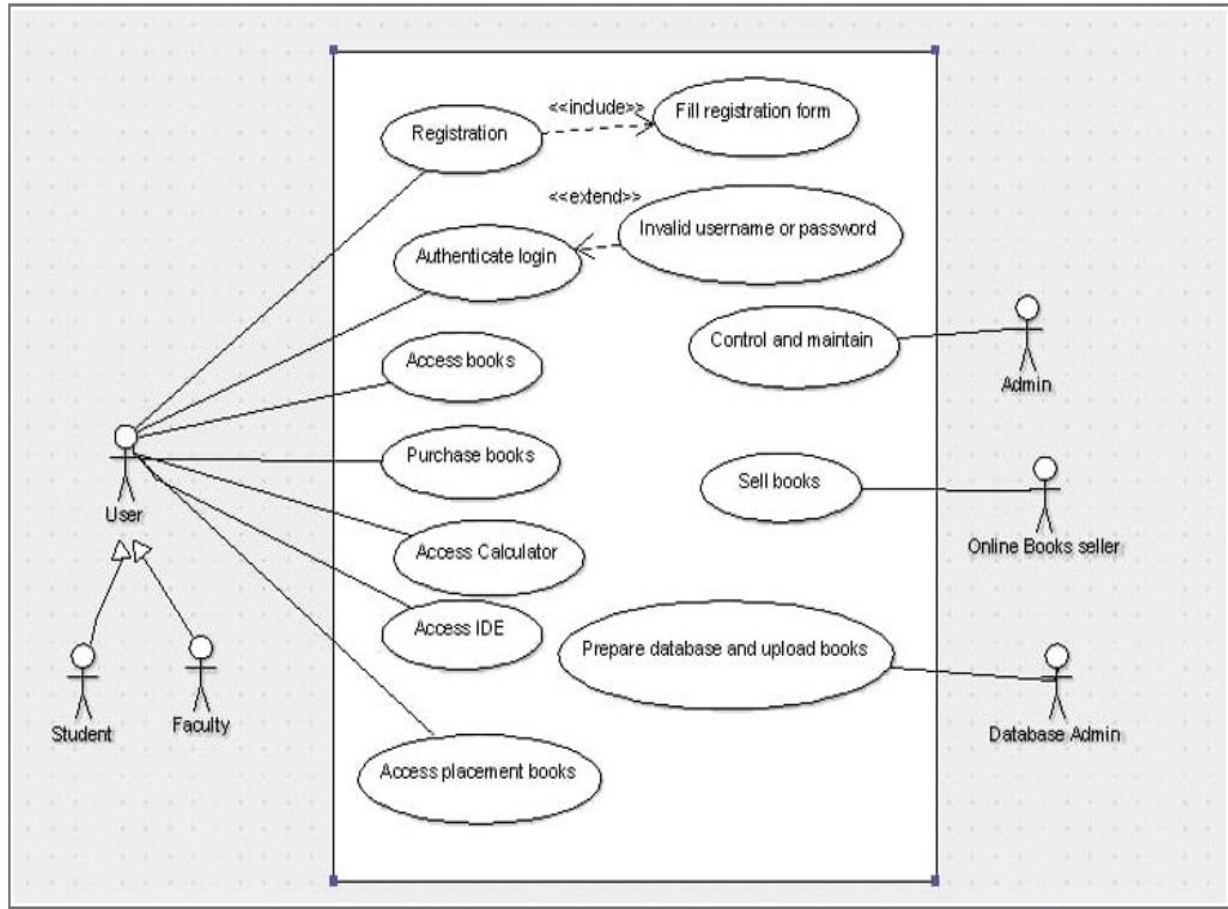 <<include>>
Fill registration form
Registration
<<extend>>
Invalid username or password
Authenticate login
Control and maintain
Access books
Admin
Purchase books
Sell books
User
Online Books seller
Access Calculator
Access IDE
Prepare database and upload books
Student
Faculty
Database Admin
Access placement books